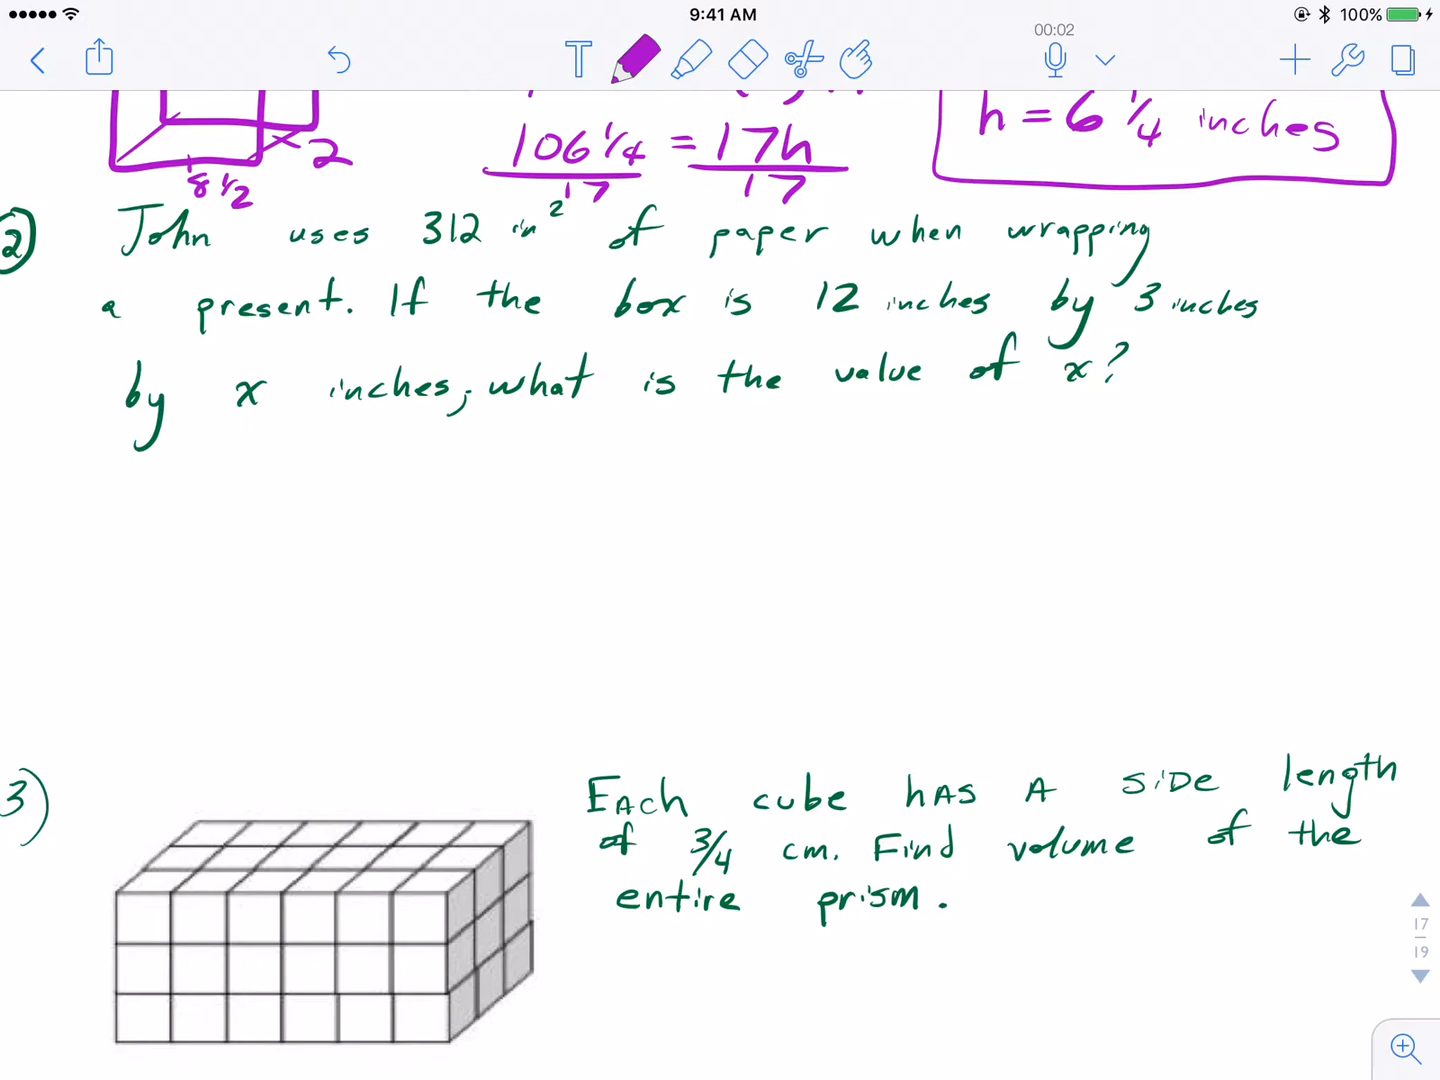 9:41 AM
100%
00:02
T
h = 6 1/4 inches
106 1/4 = 17h
17 17
2
8 1/2
2) John uses 312 in² of paper when wrapping
a present. If the box is 12 inches by 3 inches
by x inches, what is the value of x?
3)
EAch cube hAS A SiDE length
of 3/4 cm. Find volume of the
entire prism.
17
19